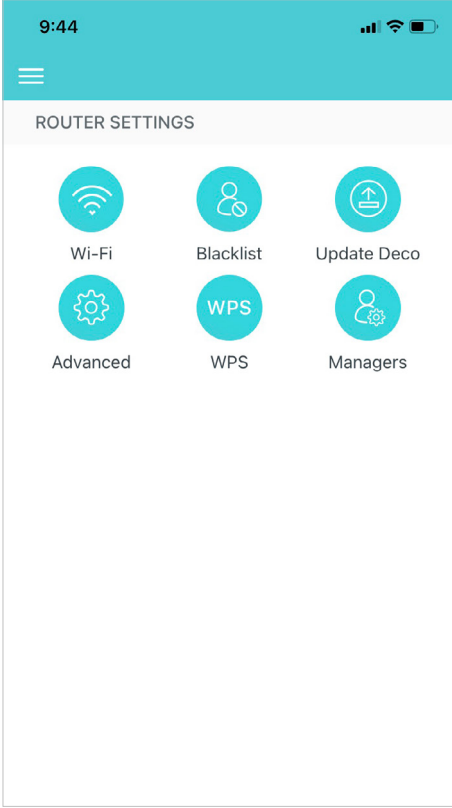 9:44
ROUTER SETTINGS
Wi-Fi Blacklist Update Deco
WPS
Advanced WPS Managers